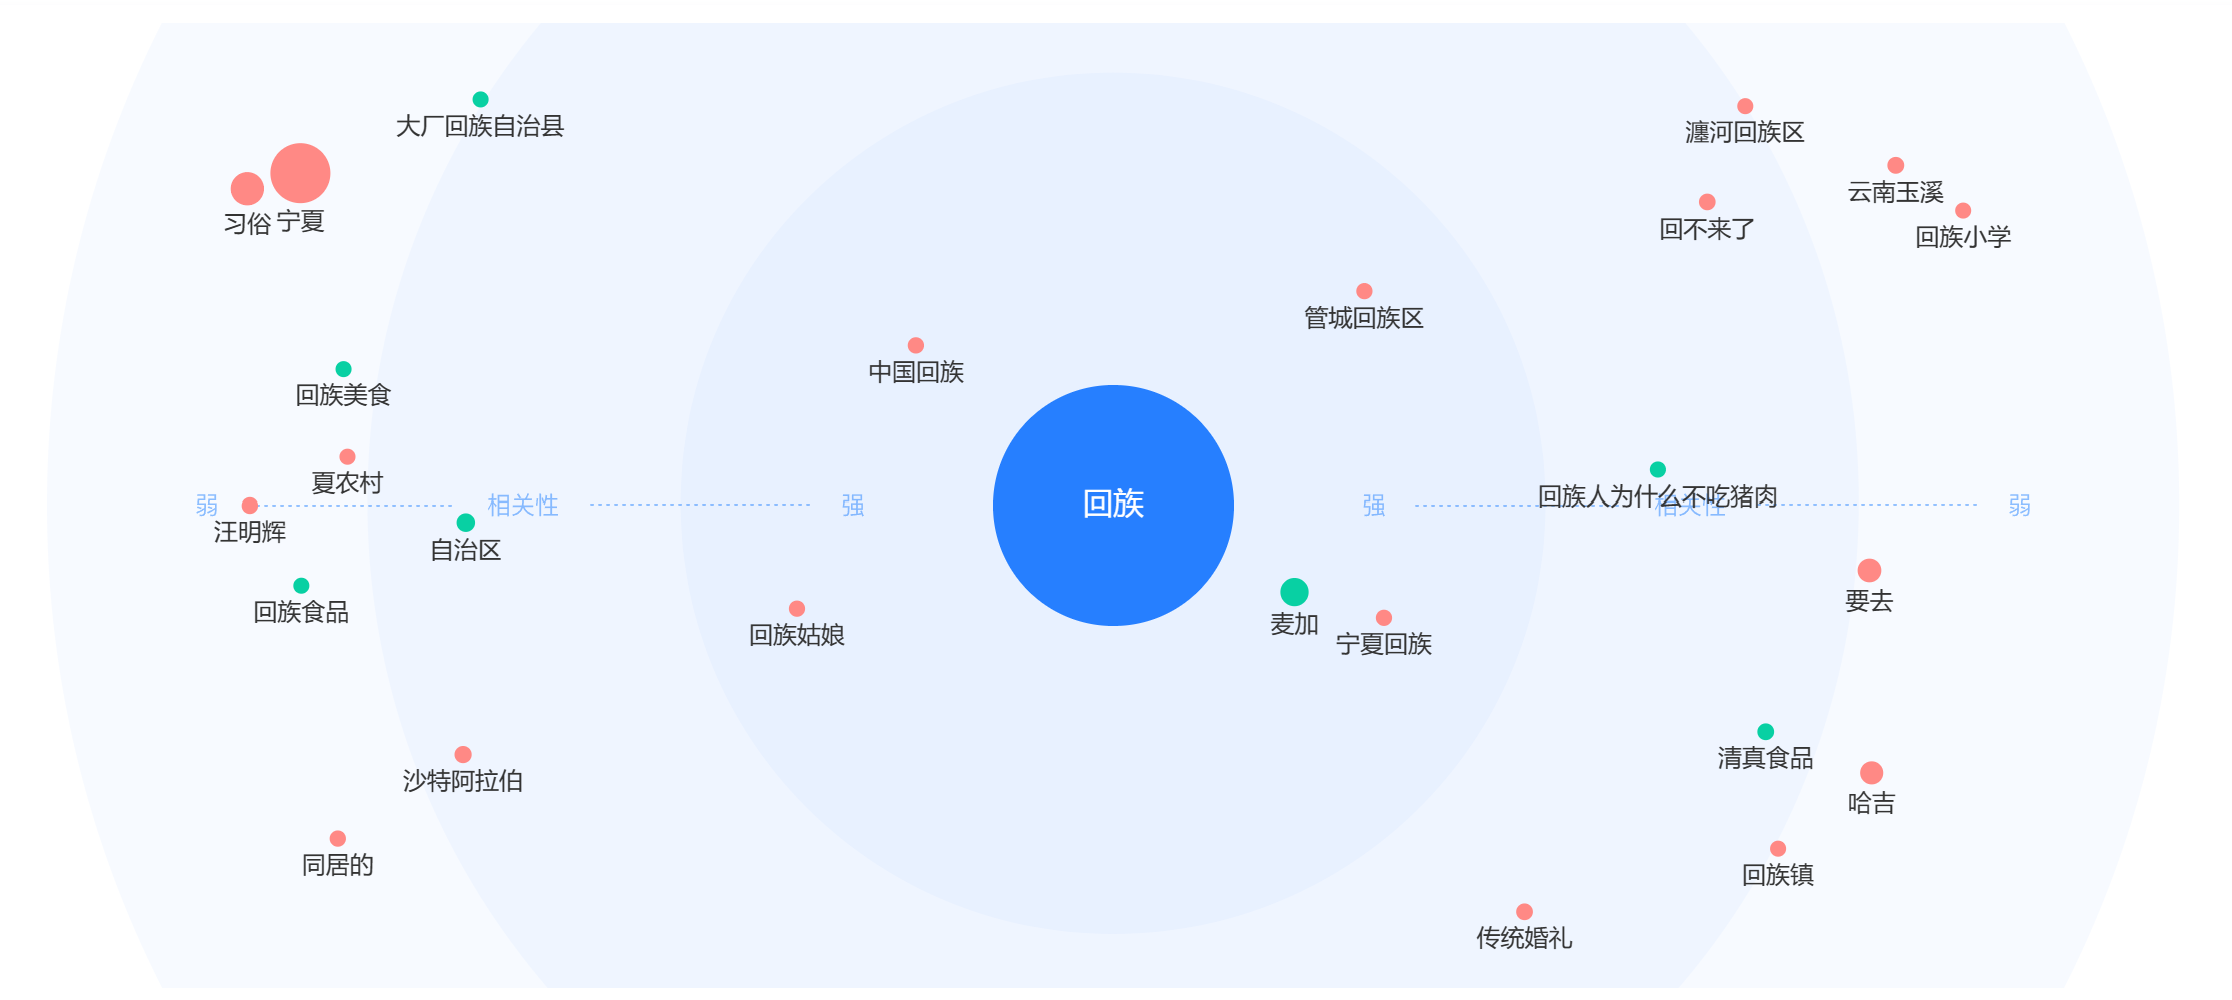 大厂回族自治县
瀍河回族区
云南玉溪
习俗
宁夏
回不来了
回族小学
管城回族区
中国回族
回族美食
夏农村
弱
相关性
强
回族
强
回族人为什么不吃猪肉
相关性
弱
汪明辉
自治区
要去
回族食品
麦加
回族姑娘
宁夏回族
清真食品
沙特阿拉伯
哈吉
同居的
回族镇
传统婚礼